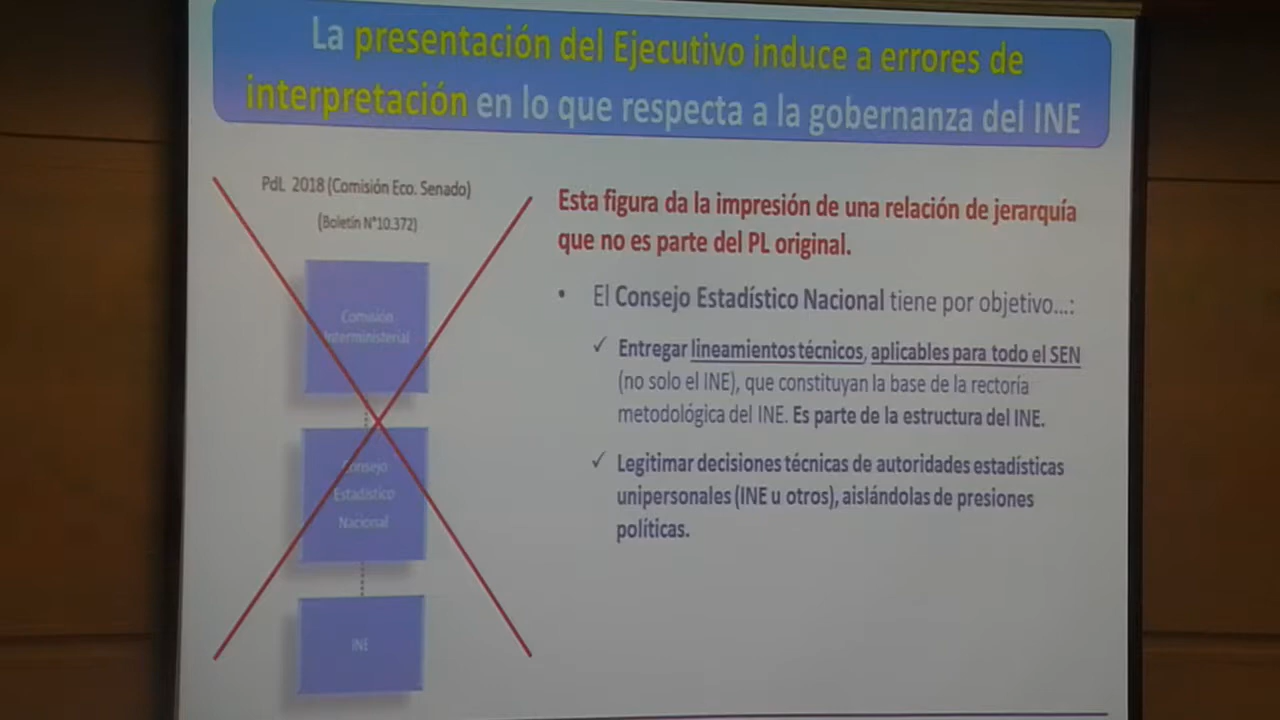 La presentación del Ejecutivo induce a errores de
interpretación en lo que respecta a la gobernanza del INE
PdL 2018 (Comisión Eco. Senado)
(Boletín N°10.372)
Comisión
Interministerial
Consejo
Estadístico
Nacional
INE
Esta figura da la impresión de una relación de jerarquía
que no es parte del PL original.
• El Consejo Estadístico Nacional tiene por objetivo...:
✓ Entregar lineamientos técnicos, aplicables para todo el SEN
(no solo el INE), que constituyan la base de la rectoría
metodológica del INE. Es parte de la estructura del INE.
✓ Legitimar decisiones técnicas de autoridades estadísticas
unipersonales (INE u otros), aislándolas de presiones
políticas.